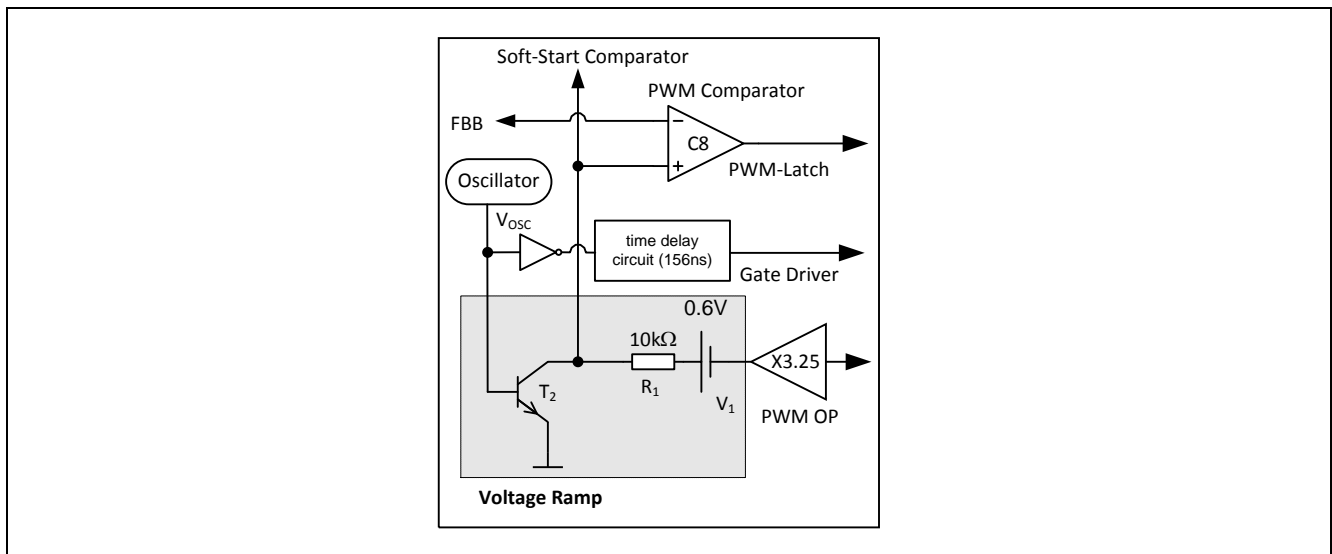 Soft-Start Comparator
PWM Comparator
FBB
−
C8
+
PWM-Latch
Oscillator
VOSC
time delay
circuit (156ns)
Gate Driver
0.6V
10kΩ
X3.25
T2
R1
V1
PWM OP
Voltage Ramp